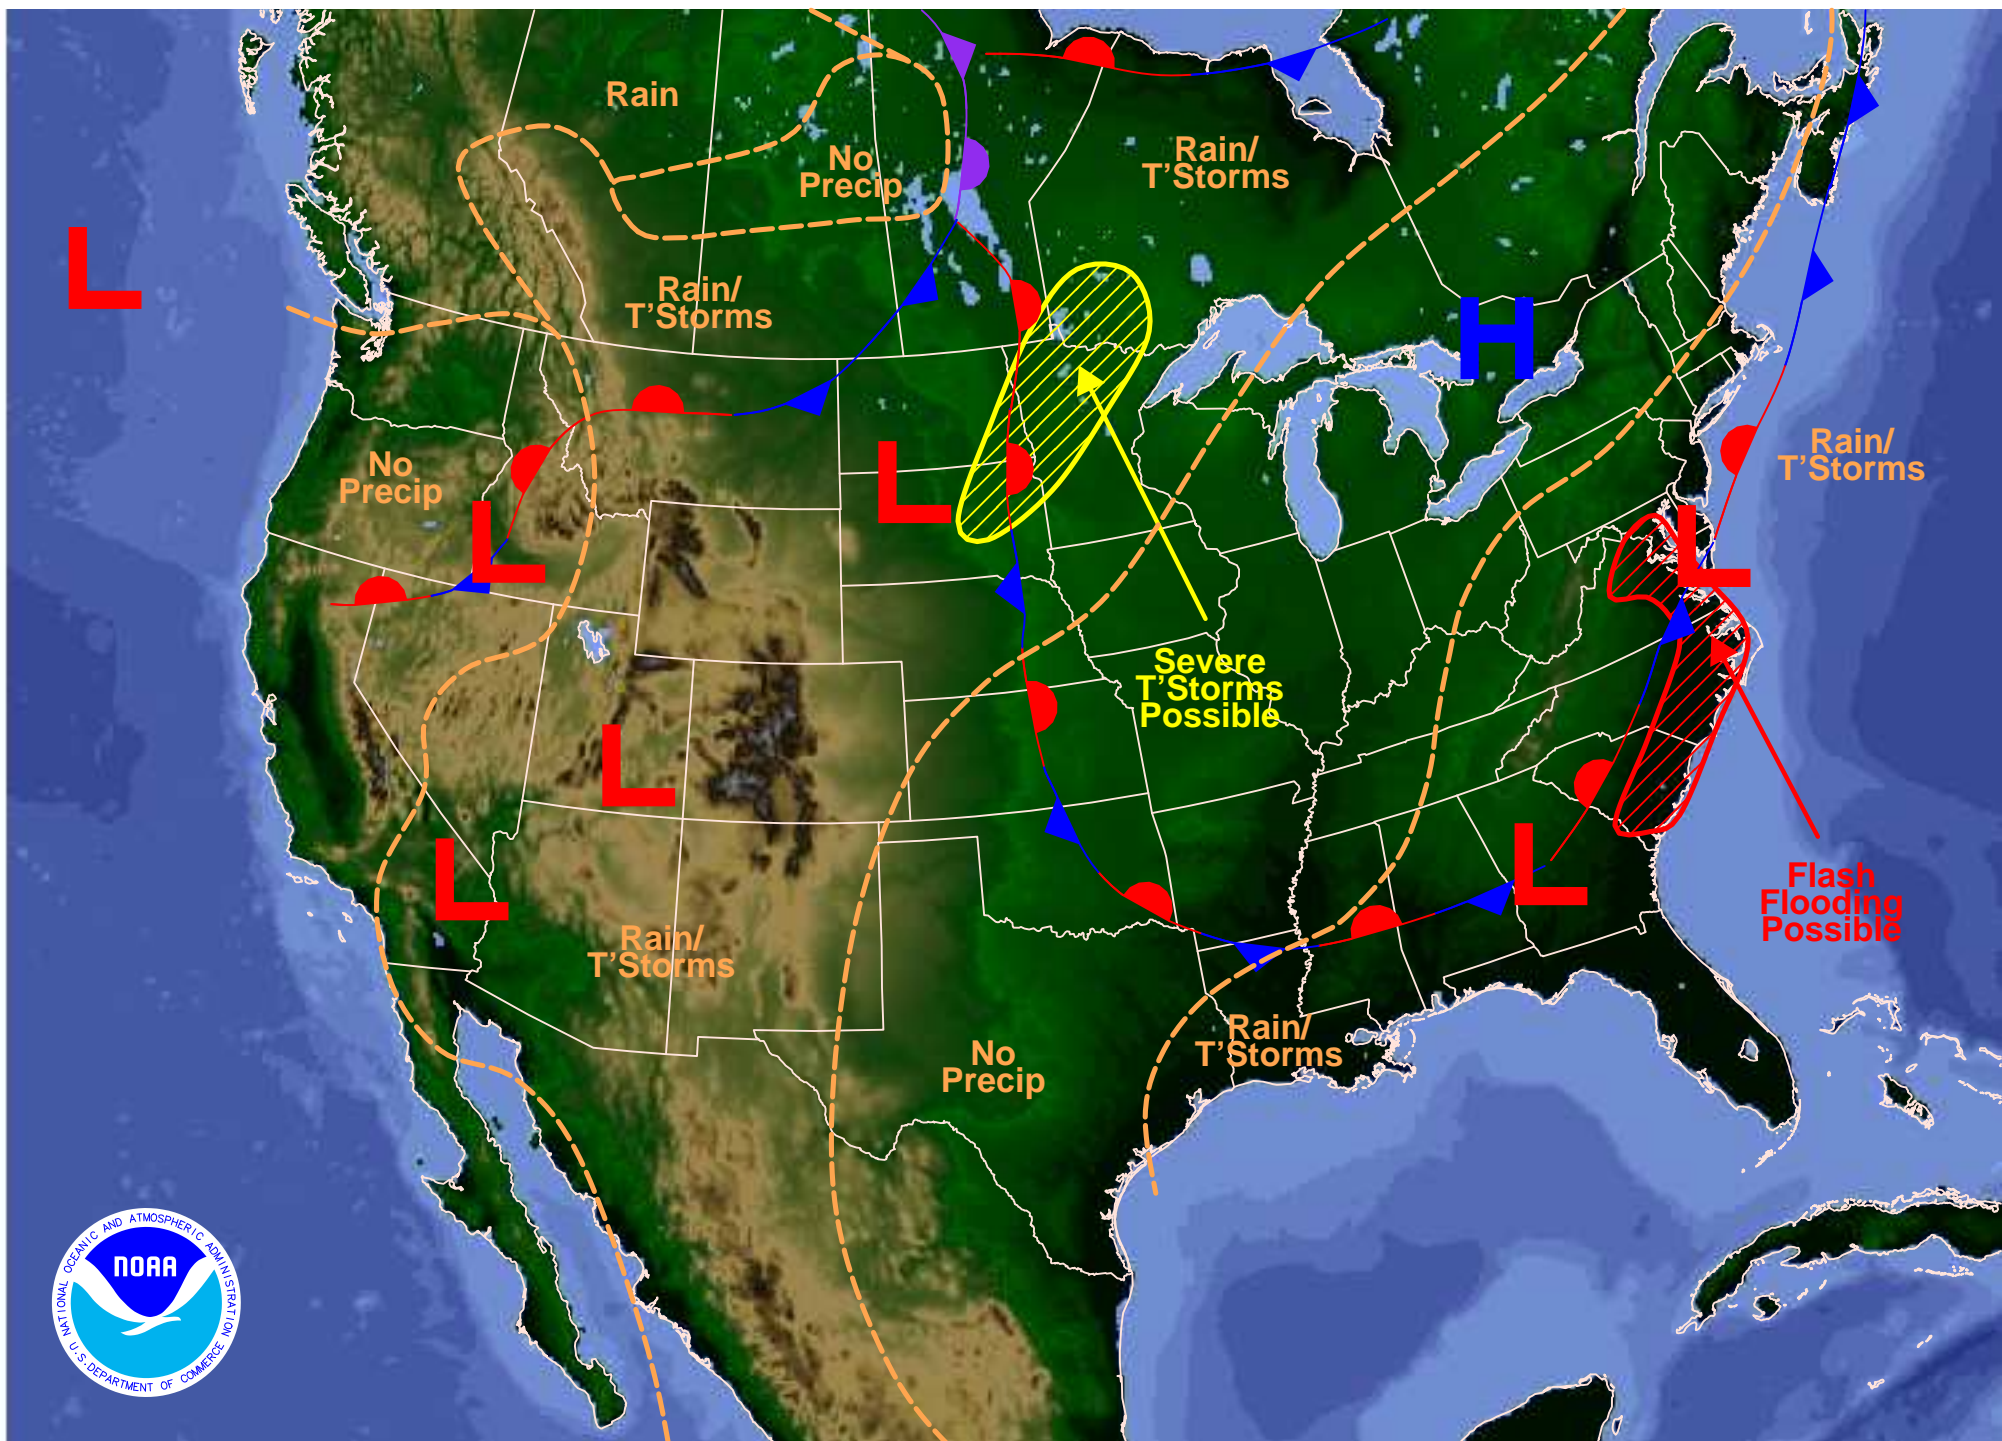 Rain
No
Precip
Rain/
T'Storms
L
Rain/
T'Storms
H
No
Precip
L
L
Rain/
T'Storms
L
Severe
T'Storms
Possible
L
L
L
Flash
Flooding
Possible
Rain/
T'Storms
No
Precip
Rain/
T'Storms
NATIONAL OCEANIC AND ATMOSPHERIC ADMINISTRATION
NOAA
U.S. DEPARTMENT OF COMMERCE